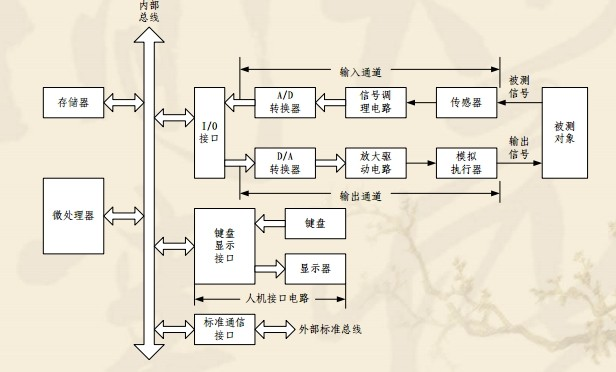 内部
总线
输入通道
存储器
I/O
接口
A/D
转换器
信号调
理电路
传感器
被测
信号
被测
对象
D/A
转换器
放大驱
动电路
模拟
执行器
输出
信号
输出通道
微处理器
键盘
显示
接口
键盘
显示器
人机接口电路
标准通信
接口
外部标准总线